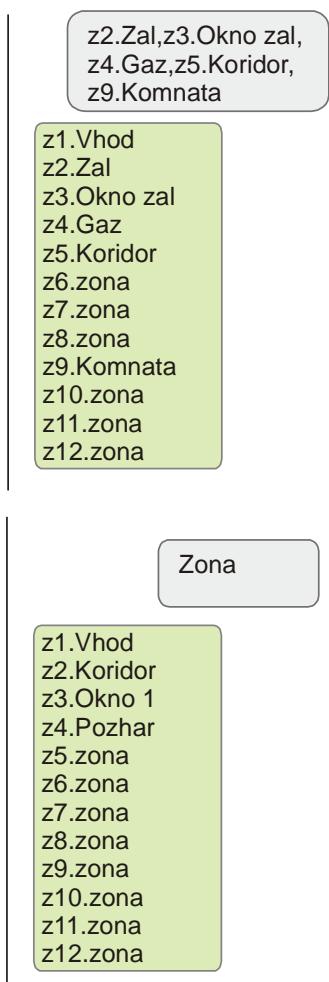 z2.Zal,z3.Okno zal,
z4.Gaz,z5.Koridor,
z9.Komnata
z1.Vhod
z2.Zal
z3.Okno zal
z4.Gaz
z5.Koridor
z6.zona
z7.zona
z8.zona
z9.Komnata
z10.zona
z11.zona
z12.zona
Zona
z1.Vhod
z2.Koridor
z3.Okno 1
z4.Pozhar
z5.zona
z6.zona
z7.zona
z8.zona
z9.zona
z10.zona
z11.zona
z12.zona